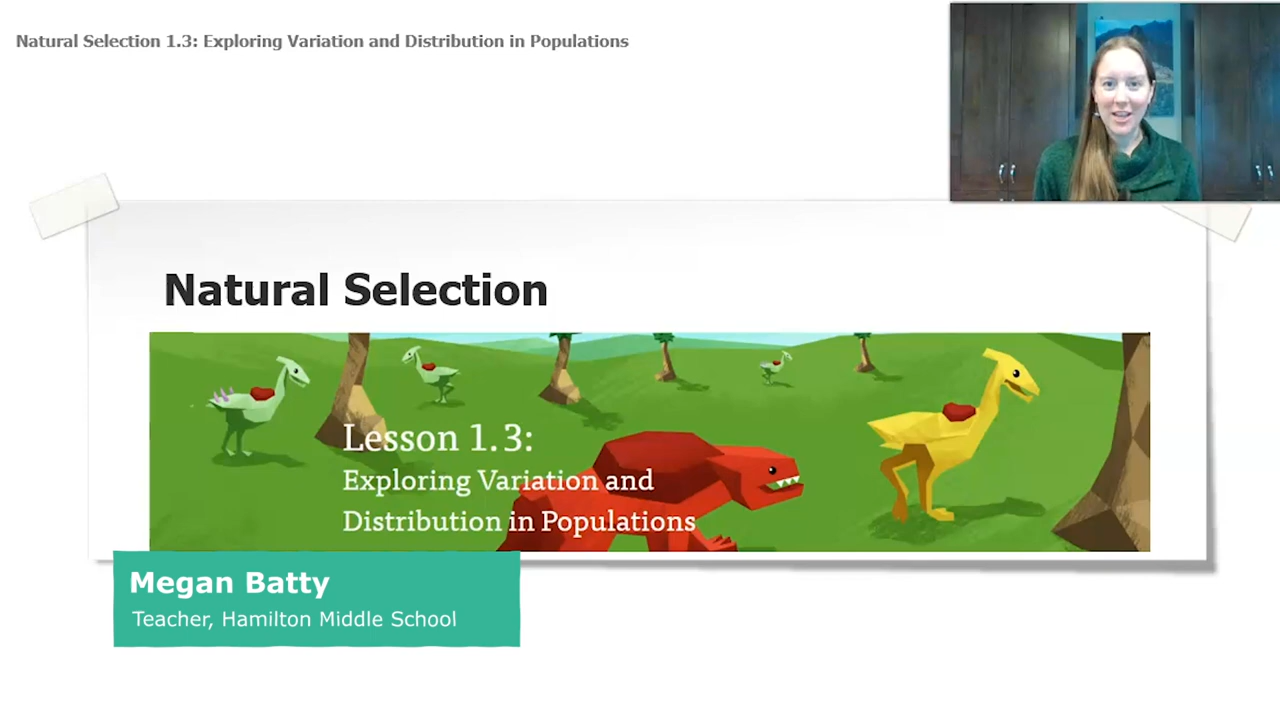 Natural Selection 1.3: Exploring Variation and Distribution in Populations
Natural Selection
Lesson 1.3:
Exploring Variation and
Distribution in Populations
Megan Batty
Teacher, Hamilton Middle School